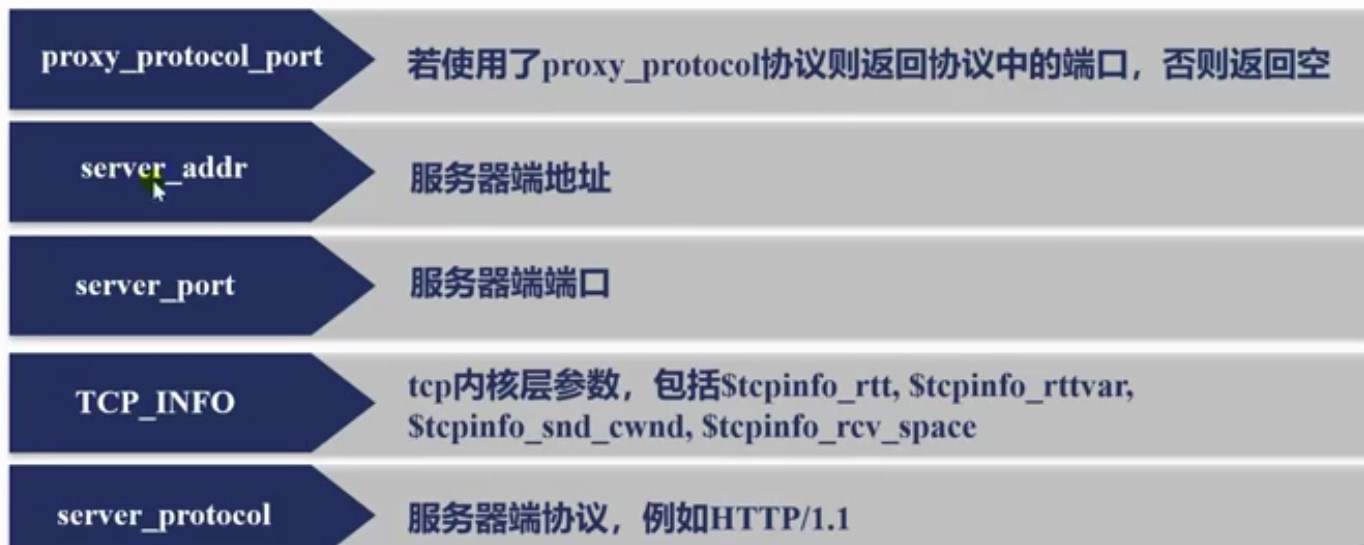 proxy_protocol_port
若使用了proxy_protocol协议则返回协议中的端口，否则返回空
server_addr
服务器端地址
server_port
服务器端端口
TCP_INFO
tcp内核层参数，包括$tcpinfo_rtt, $tcpinfo_rttvar,
$tcpinfo_snd_cwnd, $tcpinfo_rcv_space
server_protocol
服务器端协议，例如HTTP/1.1